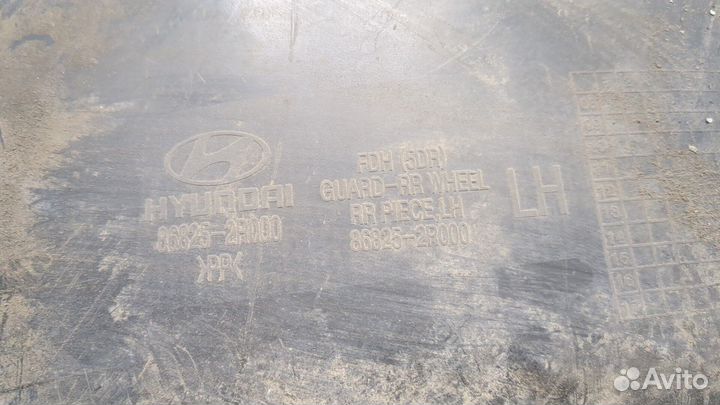 HYUNDAI
86825-2R000
>PP<
FDH (5DR)
GUARD-RR WHEEL
RR PIECE,LH
86825-2R000
LH
Avito